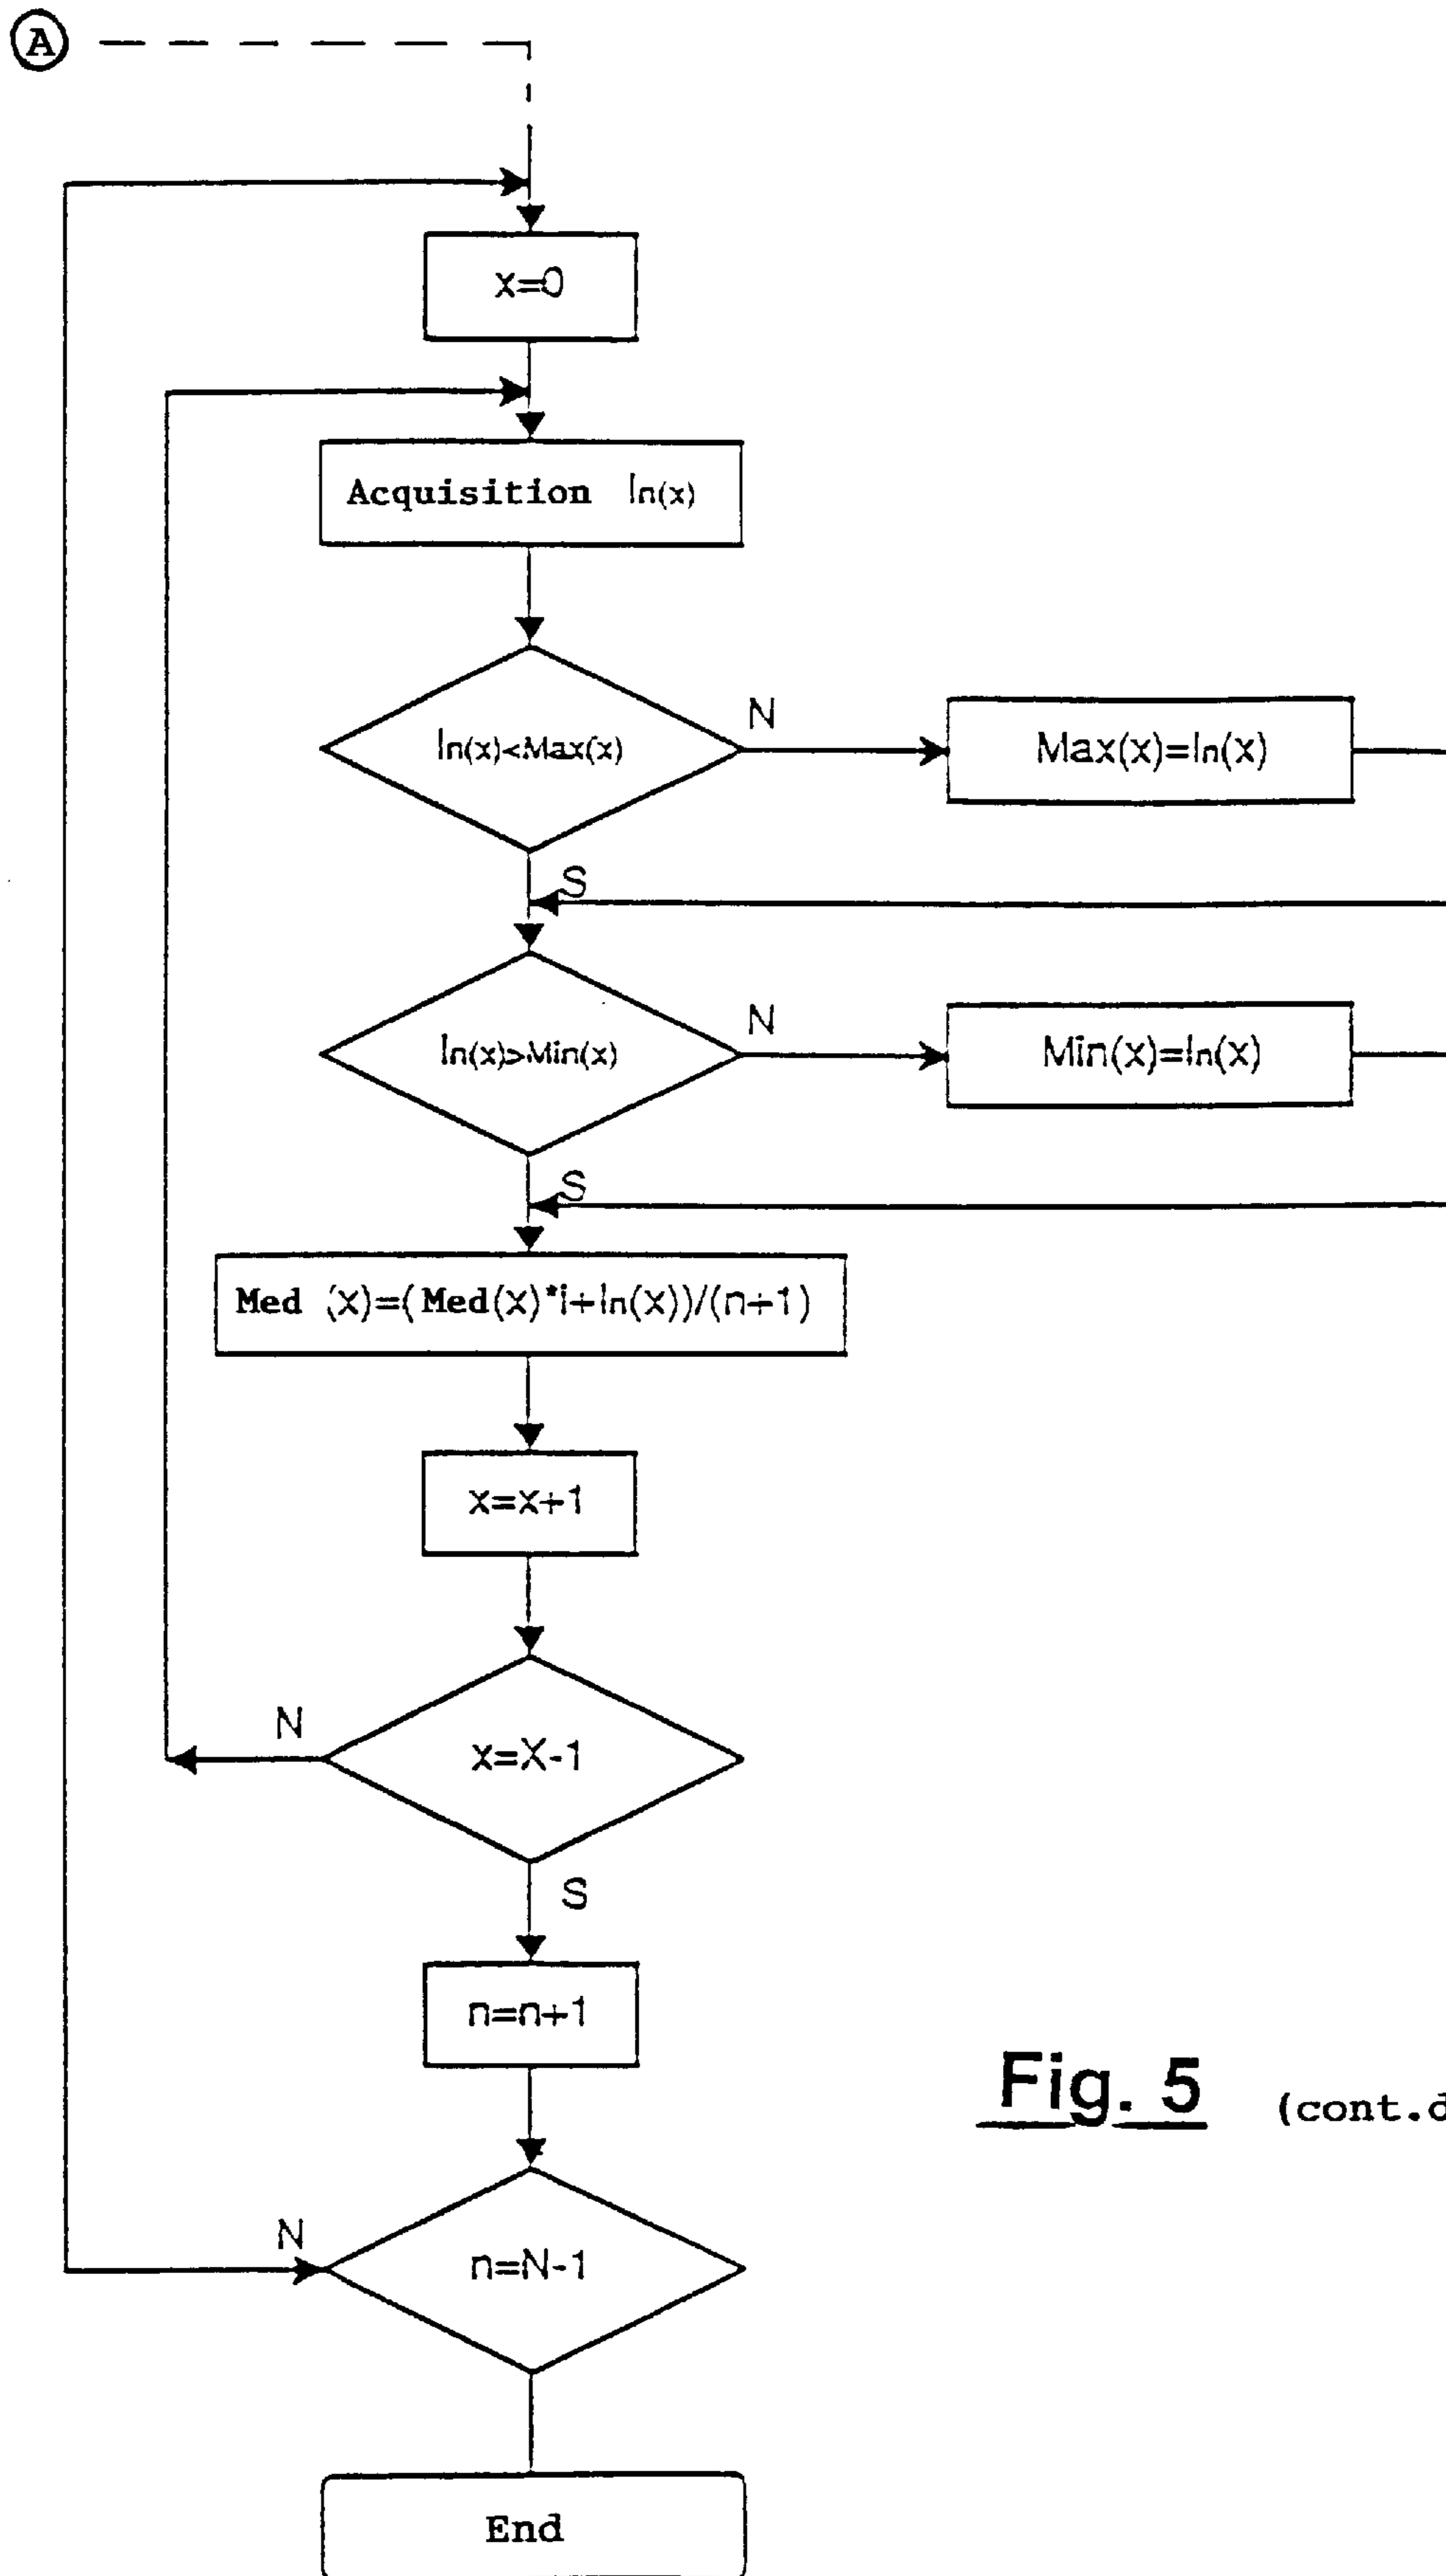 A
x=0
Acquisition In(x)
In(x)<Max(x)
N
Max(x)=In(x)
S
In(x)>Min(x)
N
Min(x)=In(x)
S
Med (x)=(Med(x)*i+In(x))/(n+1)
x=x+1
N
x=X-1
S
n=n+1
Fig. 5 (cont.d
N
n=N-1
End